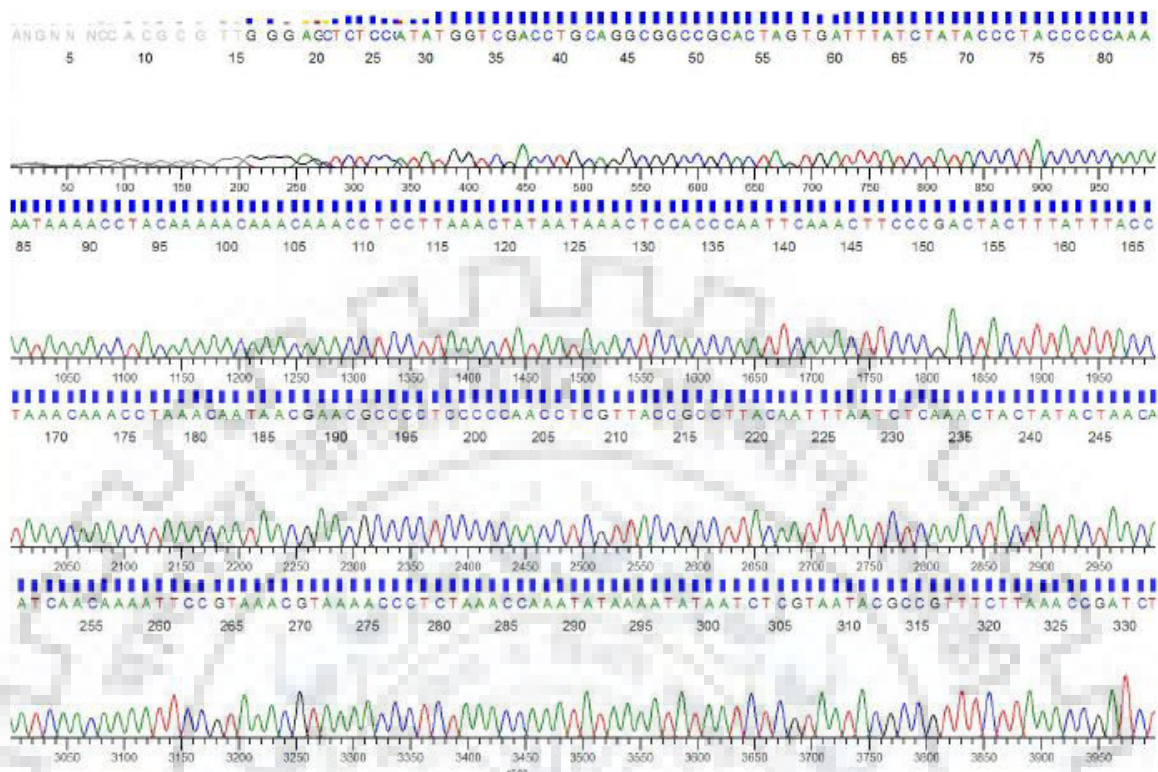 ANGNN NCC ACGCG TTGGGAGCTCTCCATATGGTCGACCTGCAGGCGGCCGCACTAGTGATTTATCTATACCCTACCCCCAAA
5 10 15 20 25 30 35 40 45 50 55 60 65 70 75 80
50 100 150 200 250 300 350 400 450 500 550 600 650 700 750 800 850 900 950
AATAAAACCTACAAAAACAAACAAACCTCCTTAAACTATAATAAACTCCACCCAATTCAAACTTCCCGACTACTTTATTTACC
85 90 95 100 105 110 115 120 125 130 135 140 145 150 155 160 165
1050 1100 1150 1200 1250 1300 1350 1400 1450 1500 1550 1600 1650 1700 1750 1800 1850 1900 1950
TAAACAAACCTAAACAATAACGAACGCCCCTCCCCCAACCTCGTTACCGCCTTACAATTTAATCTCAAACTACTATACTAACA
170 175 180 185 190 195 200 205 210 215 220 225 230 235 240 245
2050 2100 2150 2200 2250 2300 2350 2400 2450 2500 2550 2600 2650 2700 2750 2800 2850 2900 2950
ATCAACAAAATTCCGTAAACGTAAAACCCTCTAAACCAAATATAAAATATAATCTCGTAATACGCCGTTTCTTAAACCGATCT
255 260 265 270 275 280 285 290 295 300 305 310 315 320 325 330
3050 3100 3150 3200 3250 3300 3350 3400 3450 3500 3550 3600 3650 3700 3750 3800 3850 3900 3950